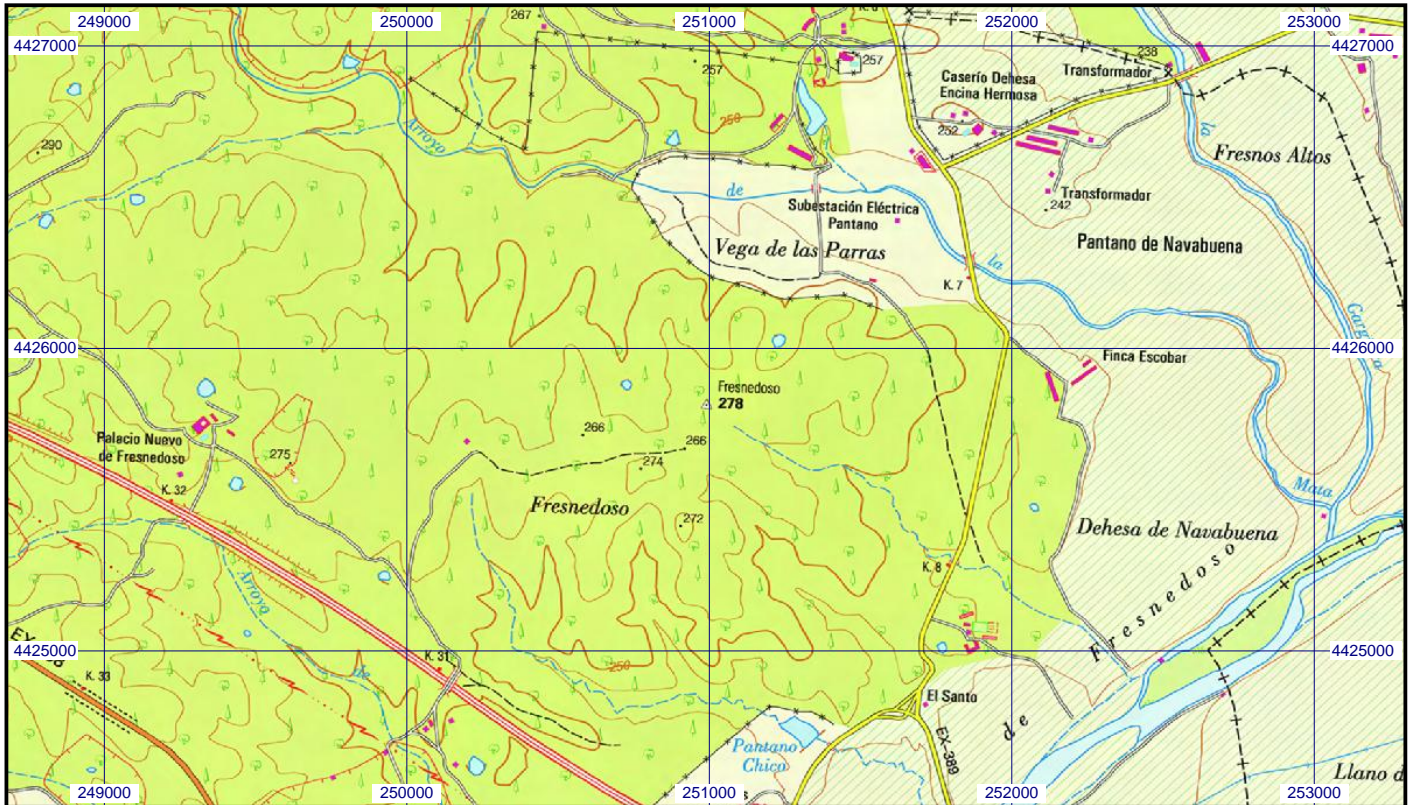 249000
250000
251000
252000
253000
K. 6
267
4427000
4427000
257
257
238
Transformador
Caserío Dehesa
Encina Hermosa
250
252
Arroyo
la
Fresnos Altos
290
de
Transformador
242
Subestación Eléctrica
Pantano
Vega de las Parras
Pantano de Navabuena
la
K. 7
4426000
4426000
Finca Escobar
Fresnedoso
278
Palacio Nuevo
de Fresnedoso
266
266
275
274
K. 32
Mata
Fresnedoso
272
Dehesa de Navabuena
Fresnedoso
K. 8
Arroyo
4425000
4425000
de
K. 31
250
K. 33
El Santo
de
EX-389
Pantano
Chico
Llano d
249000
250000
251000
252000
253000